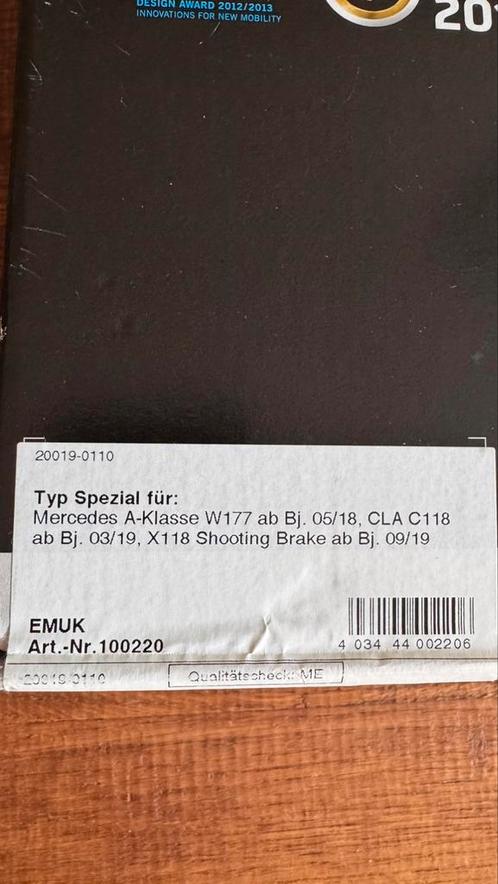 DESIGN AWARD 2012/2013
INNOVATIONS FOR NEW MOBILITY
20019-0110
Typ Spezial für:
Mercedes A-Klasse W177 ab Bj. 05/18, CLA C118
ab Bj. 03/19, X118 Shooting Brake ab Bj. 09/19
EMUK
Art.-Nr.100220
4 034 44 002206
20019-0110
Qualitätscheck: ME